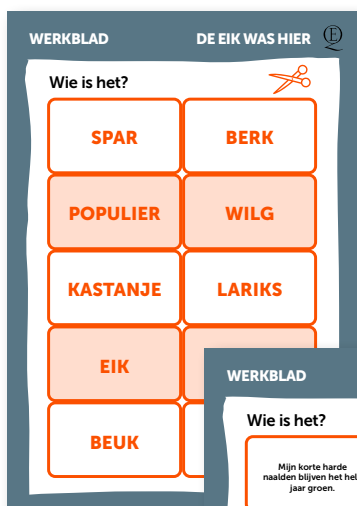 WERKBLAD DE EIK WAS HIER
Wie is het?
SPAR BERK
POPULIER WILG
KASTANJE LARIKS
EIK
BEUK
WERKBLAD
Wie is het?
Mijn korte harde
naalden blijven het
jaar groen.